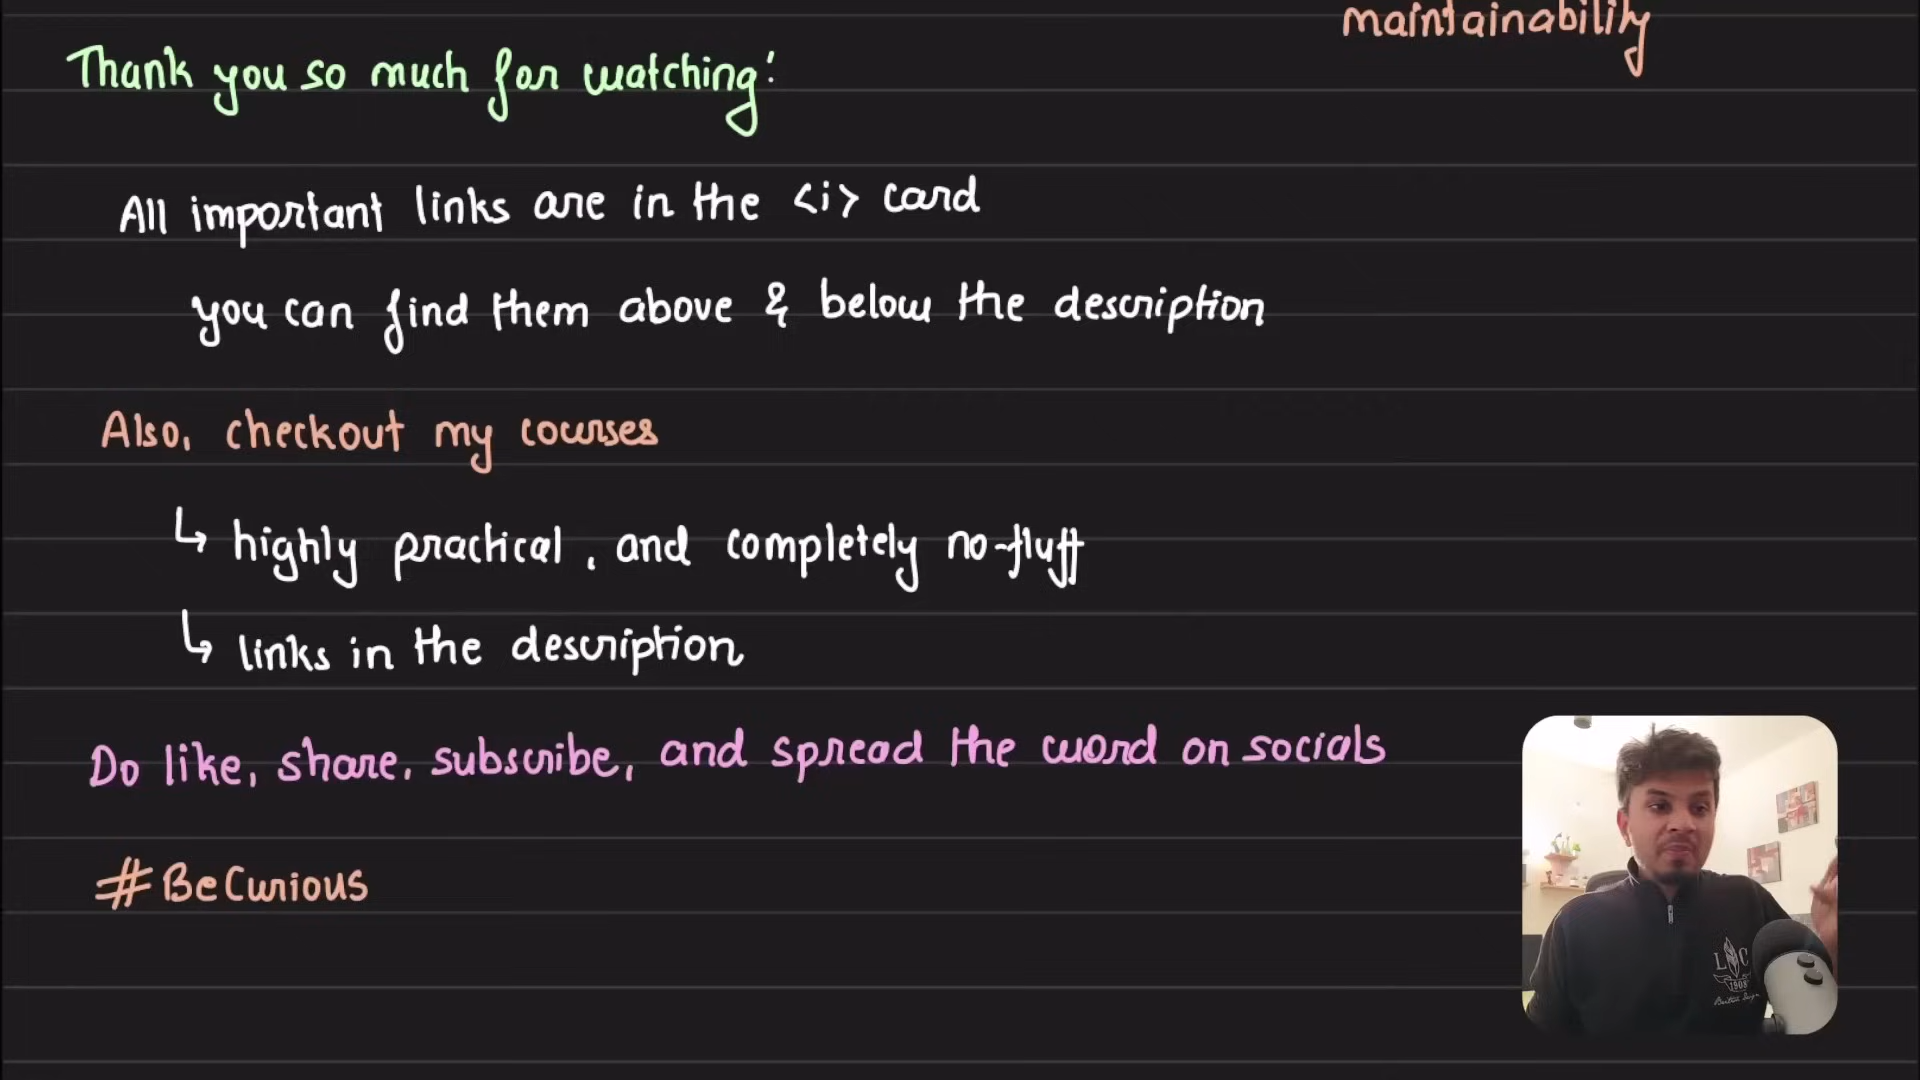 maintainability
Thank you so much for watching!
All important links are in the <i> card
you can find them above & below the description
Also, checkout my courses
↳ highly practical, and completely no-fluff
↳ links in the description
Do like, share, subscribe, and spread the word on socials
#BeCurious
L C
1908